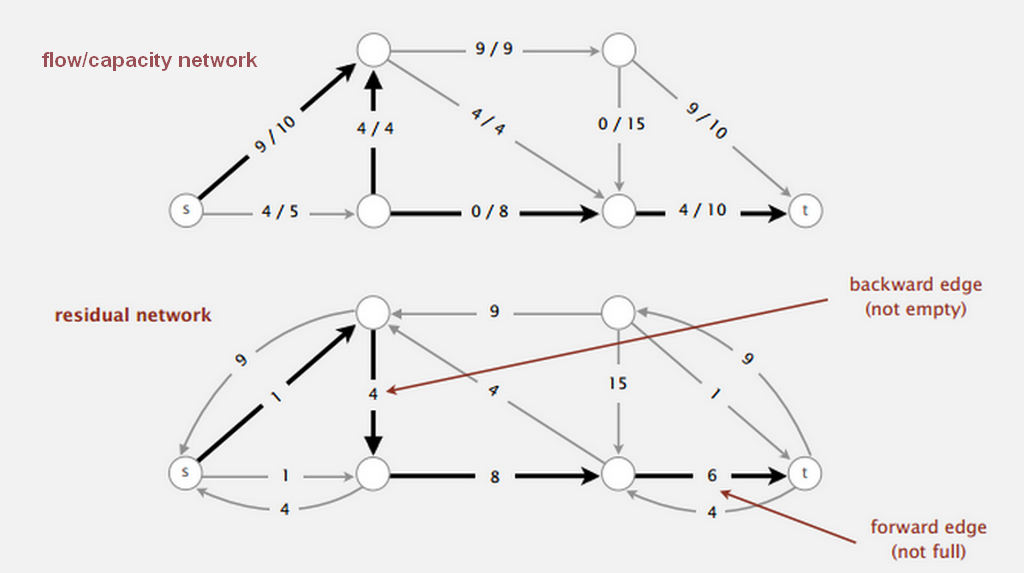 flow/capacity network
9 / 9
9 / 10
4 / 4
4 / 4
0 / 15
9 / 10
s
4 / 5
0 / 8
4 / 10
t
residual network
backward edge
(not empty)
9
9
1
4
4
15
1
9
s
1
8
6
t
4
4
forward edge
(not full)